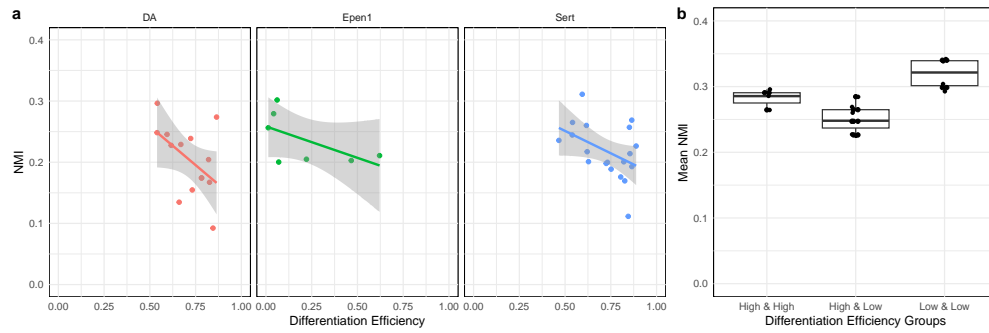 a
DA
Epen1
Sert
NMI
0.4
0.3
0.2
0.1
0.0
0.00 0.25 0.50 0.75 1.00
0.00 0.25 0.50 0.75 1.00
0.00 0.25 0.50 0.75 1.00
Differentiation Efficiency
b
Mean NMI
0.4
0.3
0.2
0.1
0.0
High & High
High & Low
Low & Low
Differentiation Efficiency Groups